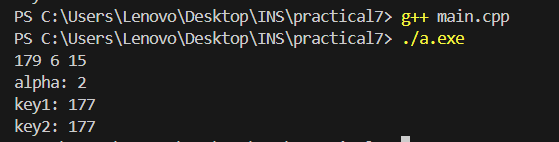 PS C:\Users\Lenovo\Desktop\INS\practical7> g++ main.cpp
PS C:\Users\Lenovo\Desktop\INS\practical7> ./a.exe
179 6 15
alpha: 2
key1: 177
key2: 177